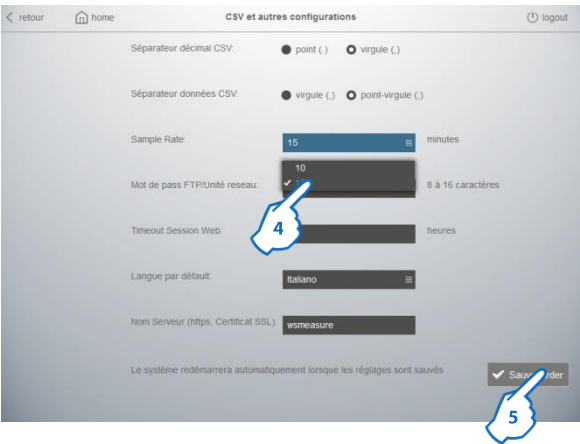 retour
home
CSV et autres configurations
logout
Séparateur décimal CSV:
point (.)
virgule (,)
Séparateur données CSV:
virgule (,)
point-virgule (;)
Sample Rate:
15
minutes
10
Mot de pass FTP/Unité reseau:
8 à 16 caractères
4
Timeout Session Web:
heures
Langue par défault:
Italiano
Nom Serveur (https, Certificat SSL):
wsmeasure
Le système redémarrera automatiquement lorsque les réglages sont sauvés
5